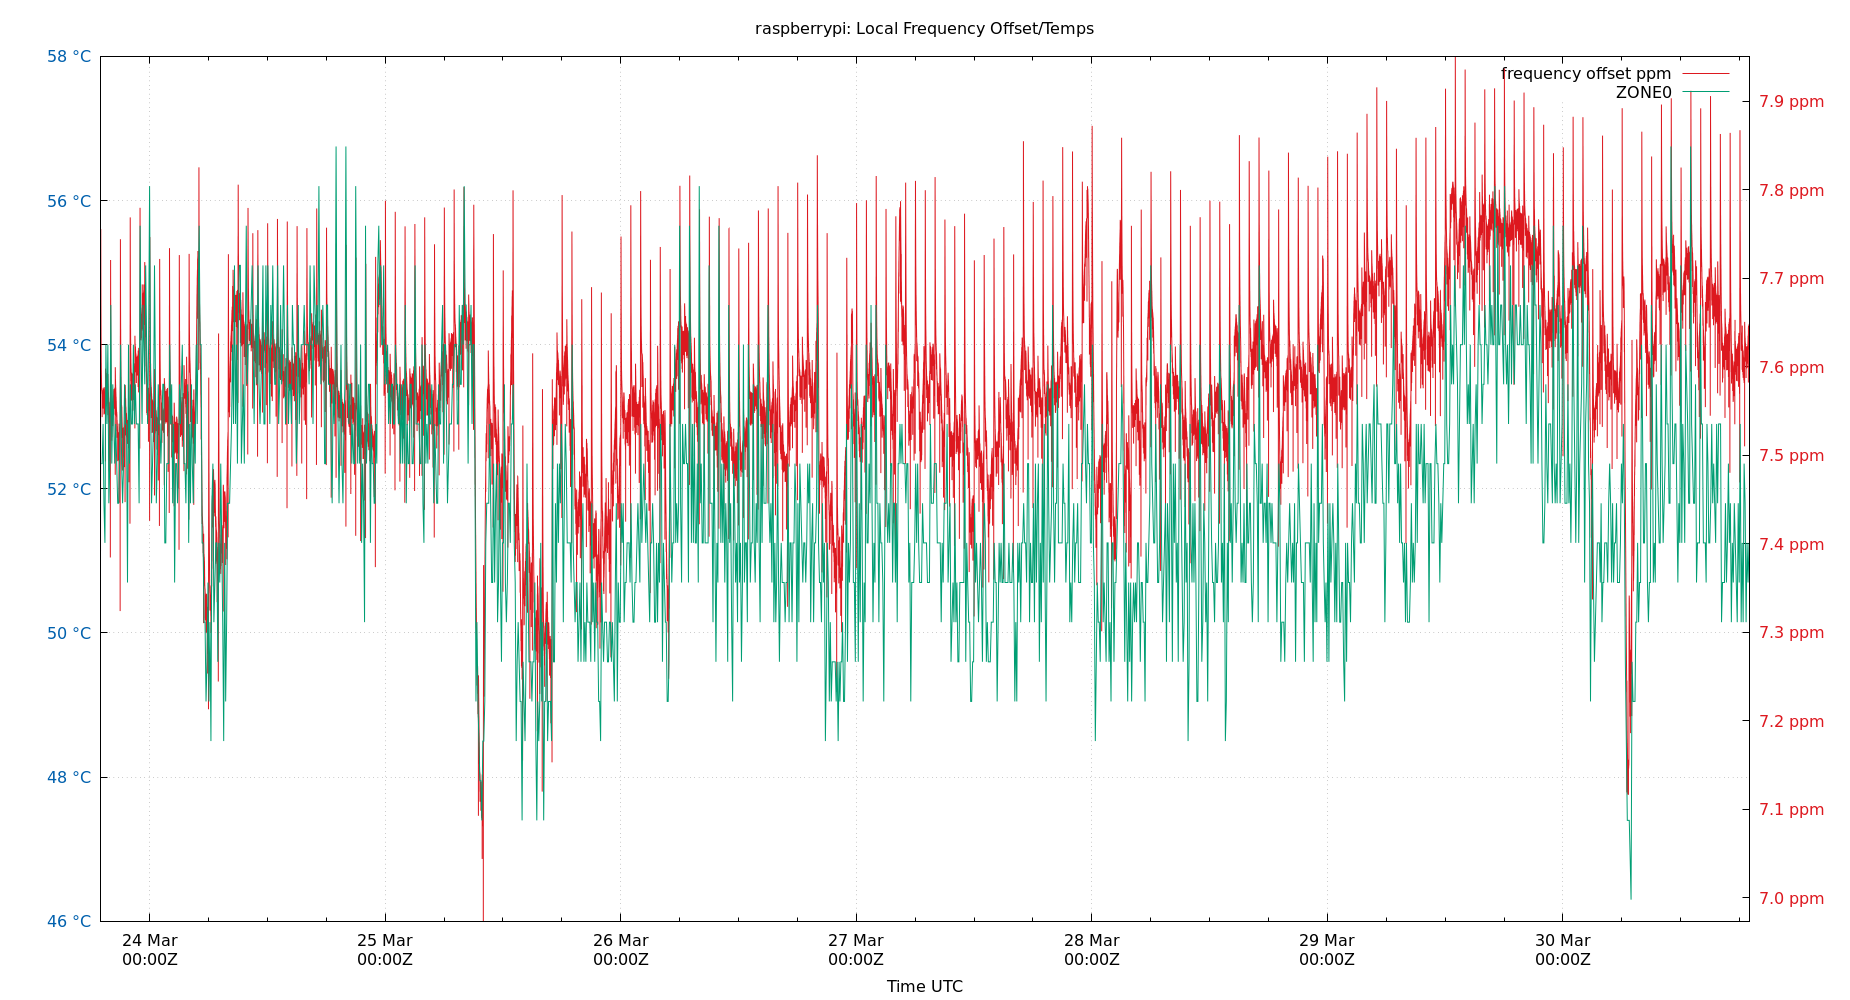 raspberrypi: Local Frequency Offset/Temps
58 °C
56 °C
54 °C
52 °C
50 °C
48 °C
46 °C
frequency offset ppm
ZONE0
7.9 ppm
7.8 ppm
7.7 ppm
7.6 ppm
7.5 ppm
7.4 ppm
7.3 ppm
7.2 ppm
7.1 ppm
7.0 ppm
24 Mar
00:00Z
25 Mar
00:00Z
26 Mar
00:00Z
27 Mar
00:00Z
28 Mar
00:00Z
29 Mar
00:00Z
30 Mar
00:00Z
Time UTC